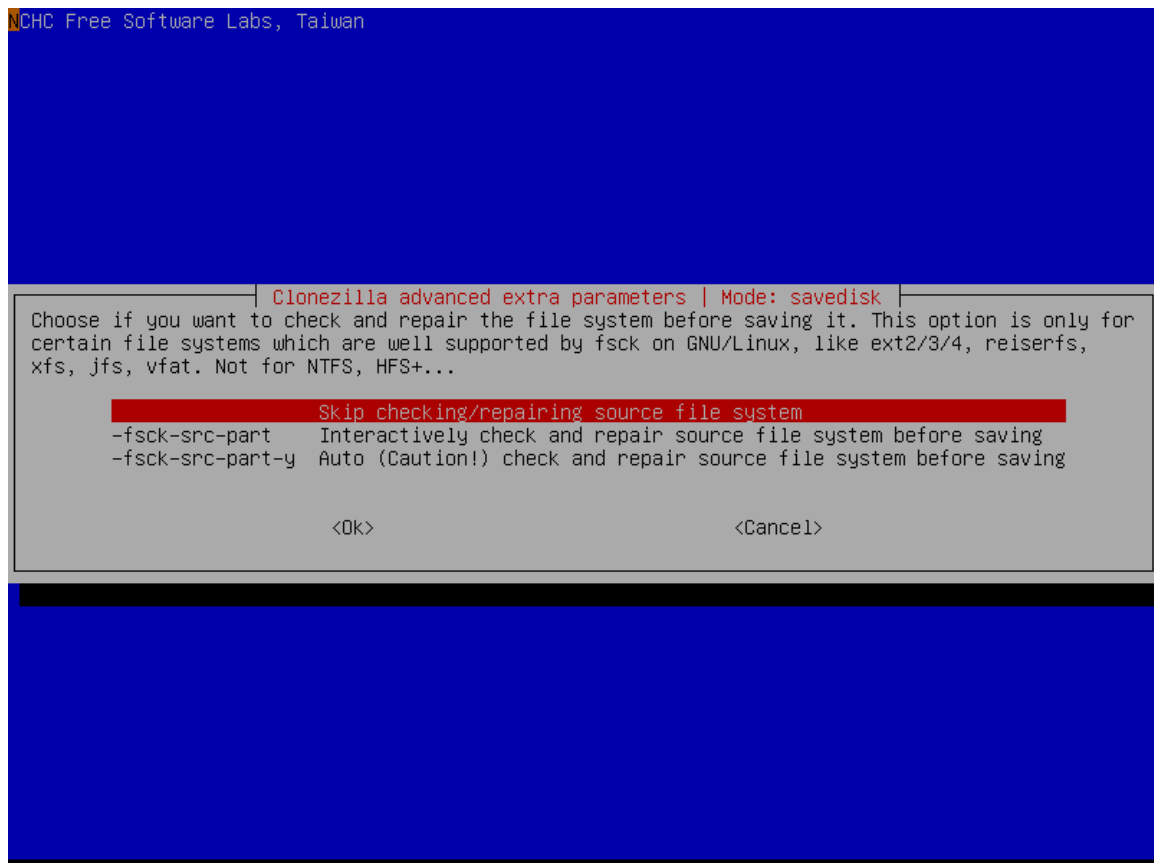 NCHC Free Software Labs, Taiwan
Clonezilla advanced extra parameters | Mode: savedisk
Choose if you want to check and repair the file system before saving it. This option is only for
certain file systems which are well supported by fsck on GNU/Linux, like ext2/3/4, reiserfs,
xfs, jfs, vfat. Not for NTFS, HFS+...
Skip checking/repairing source file system
-fsck-src-part Interactively check and repair source file system before saving
-fsck-src-part-y Auto (Caution!) check and repair source file system before saving
<Ok> <Cancel>